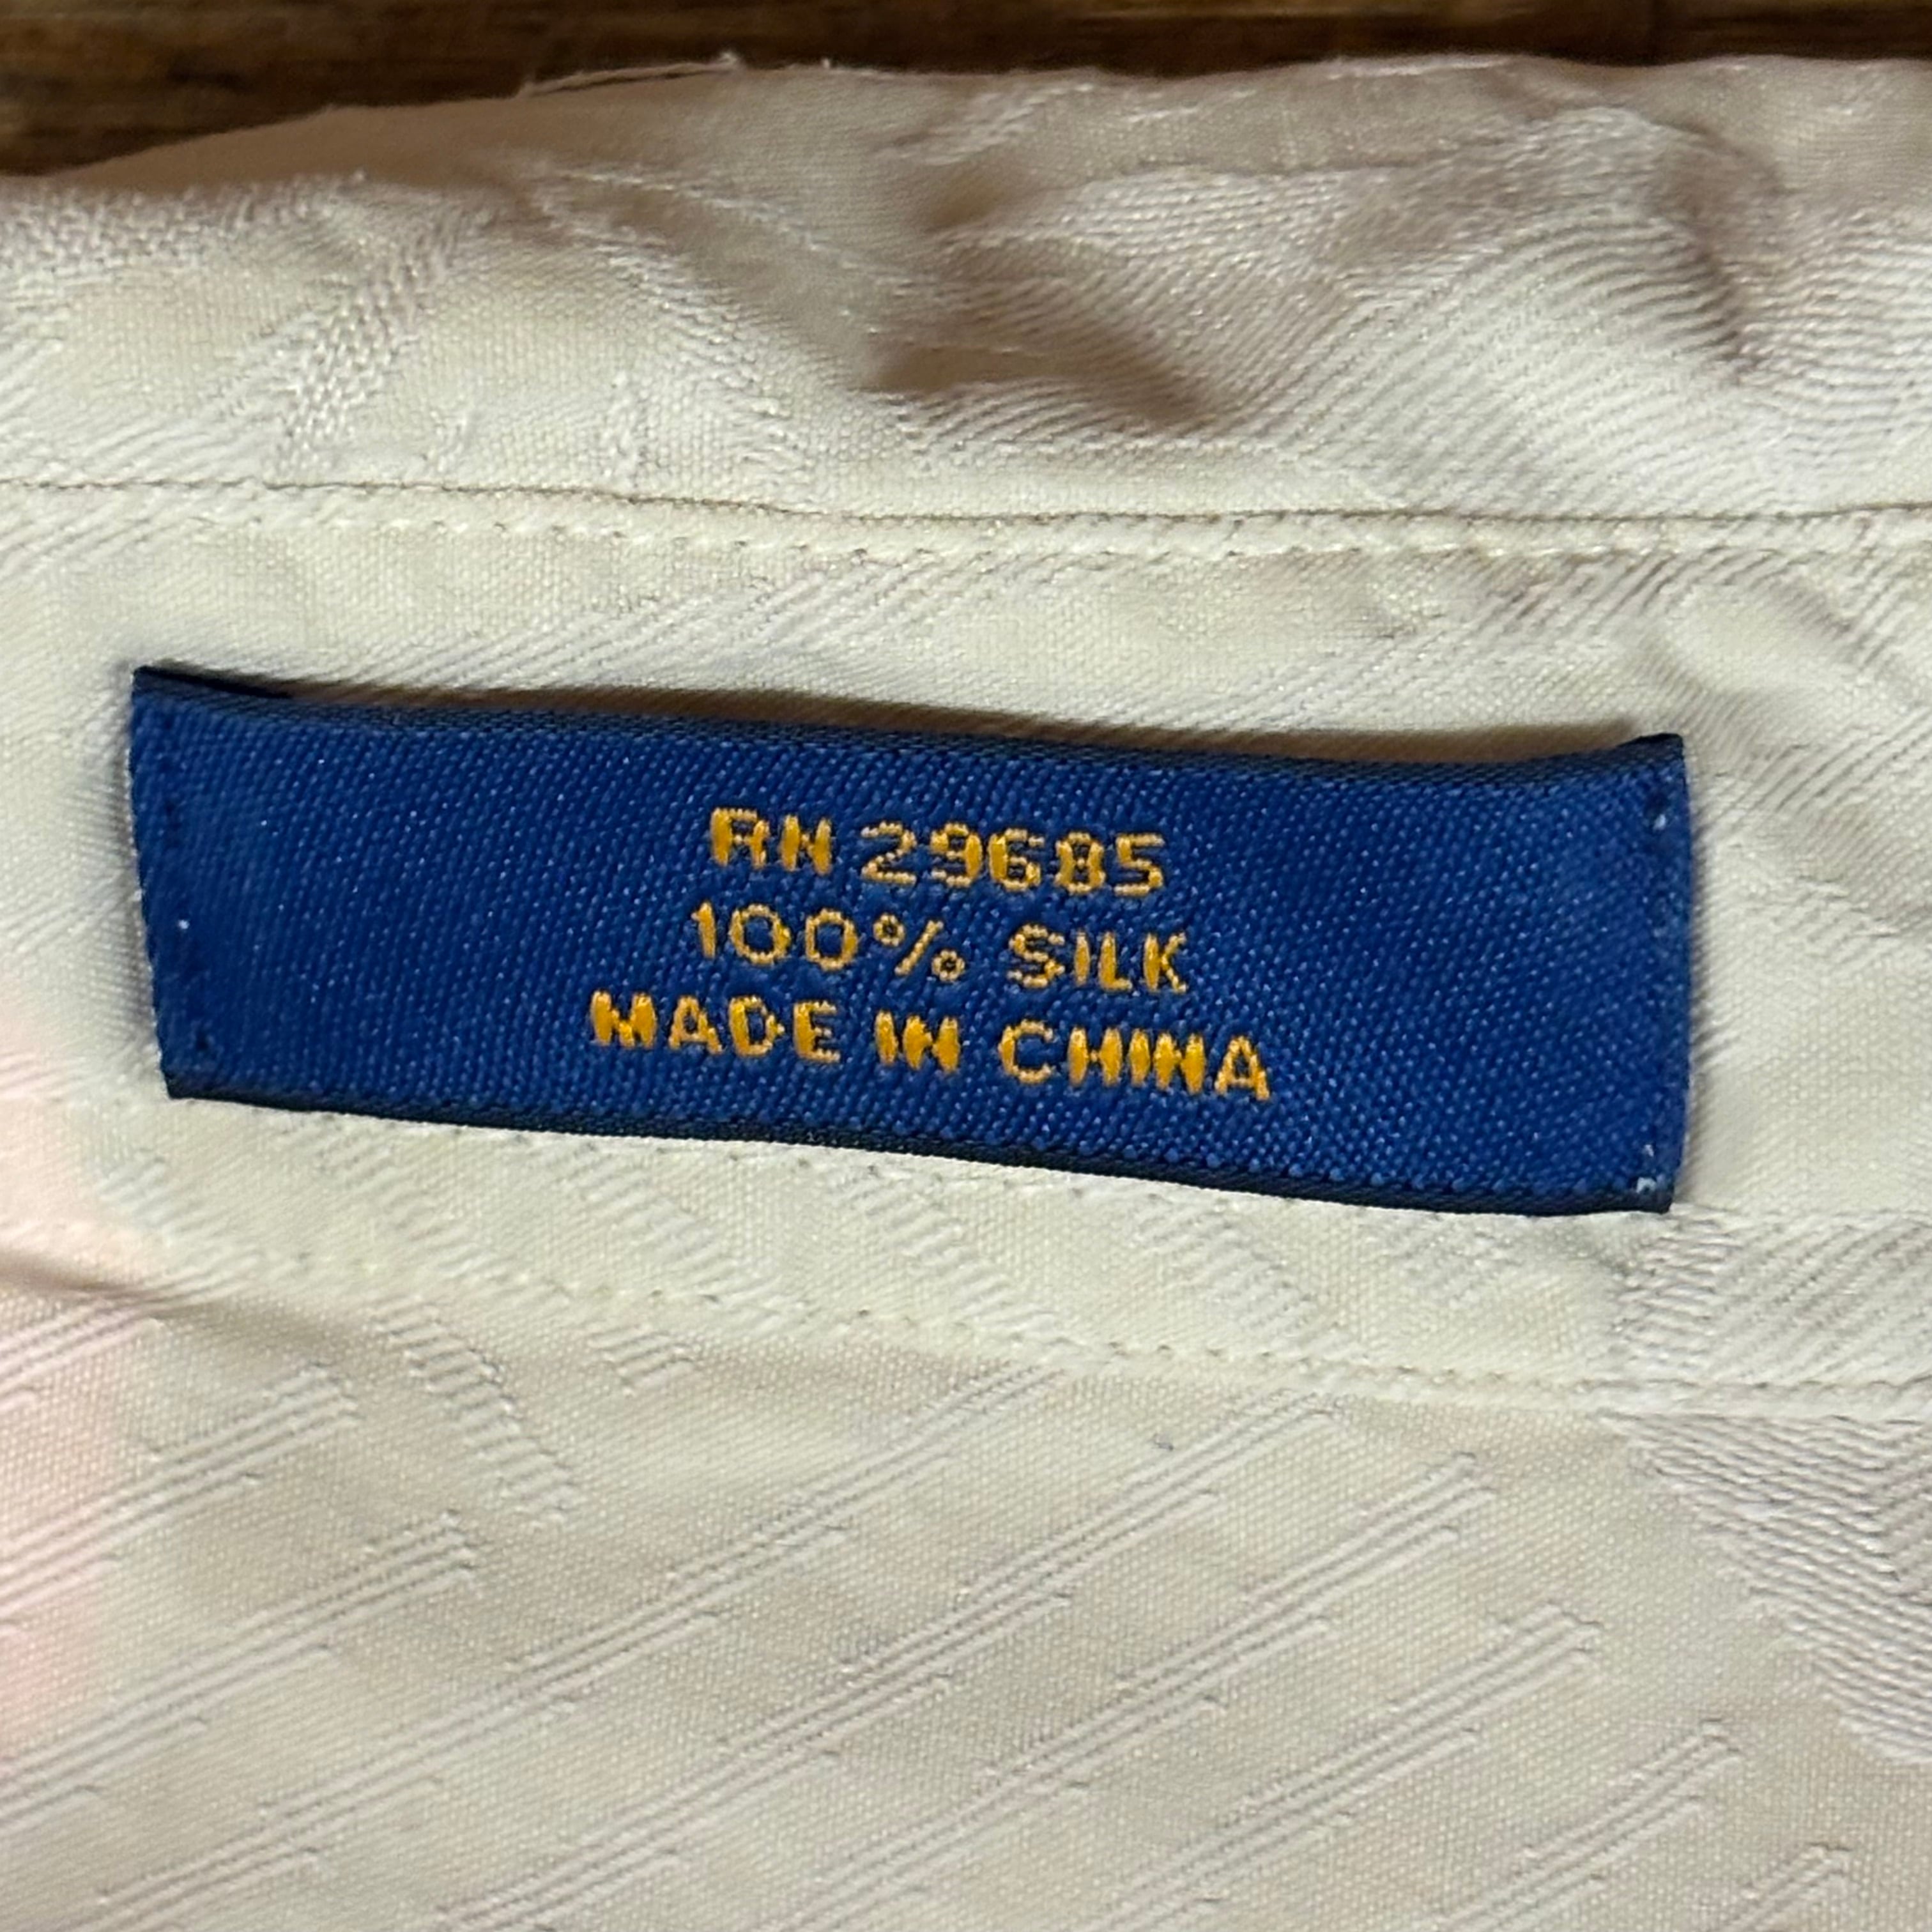 RN 29685
100% SILK
MADE IN CHINA